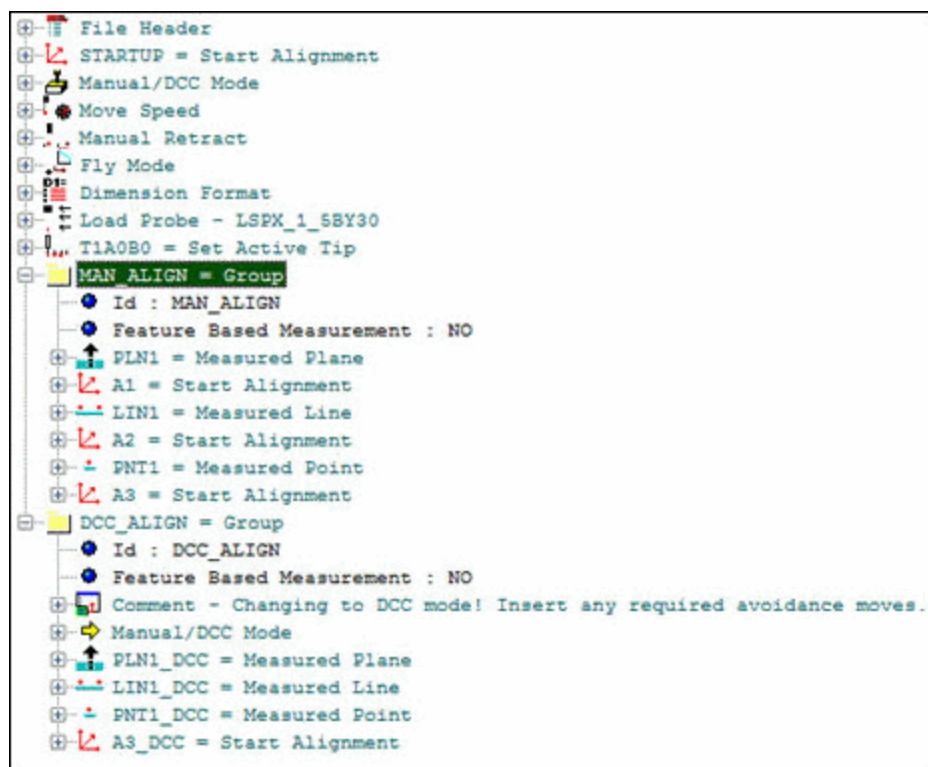 File Header
STARTUP = Start Alignment
Manual/DCC Mode
Move Speed
Manual Retract
Fly Mode
D1= Dimension Format
Load Probe - LSPX_1_5BY30
T1A0B0 = Set Active Tip
MAN_ALIGN = Group
Id : MAN_ALIGN
Feature Based Measurement : NO
PLN1 = Measured Plane
A1 = Start Alignment
LIN1 = Measured Line
A2 = Start Alignment
PNT1 = Measured Point
A3 = Start Alignment
DCC_ALIGN = Group
Id : DCC_ALIGN
Feature Based Measurement : NO
Comment - Changing to DCC mode! Insert any required avoidance moves.
Manual/DCC Mode
PLN1_DCC = Measured Plane
LIN1_DCC = Measured Line
PNT1_DCC = Measured Point
A3_DCC = Start Alignment